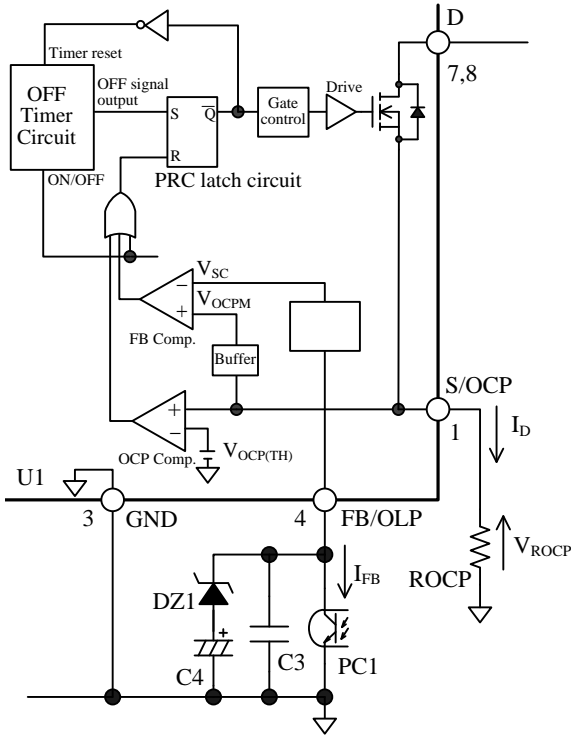 D
7,8
Timer reset
OFF
Timer
Circuit
OFF signal
output
S
Q
R
Gate
control
Drive
ON/OFF
PRC latch circuit
VSC
VOCPM
FB Comp.
Buffer
S/OCP
1
ID
OCP Comp.
VOCP(TH)
U1
3
GND
4
FB/OLP
IFB
VROCP
ROCP
DZ1
C4
+
C3
PC1